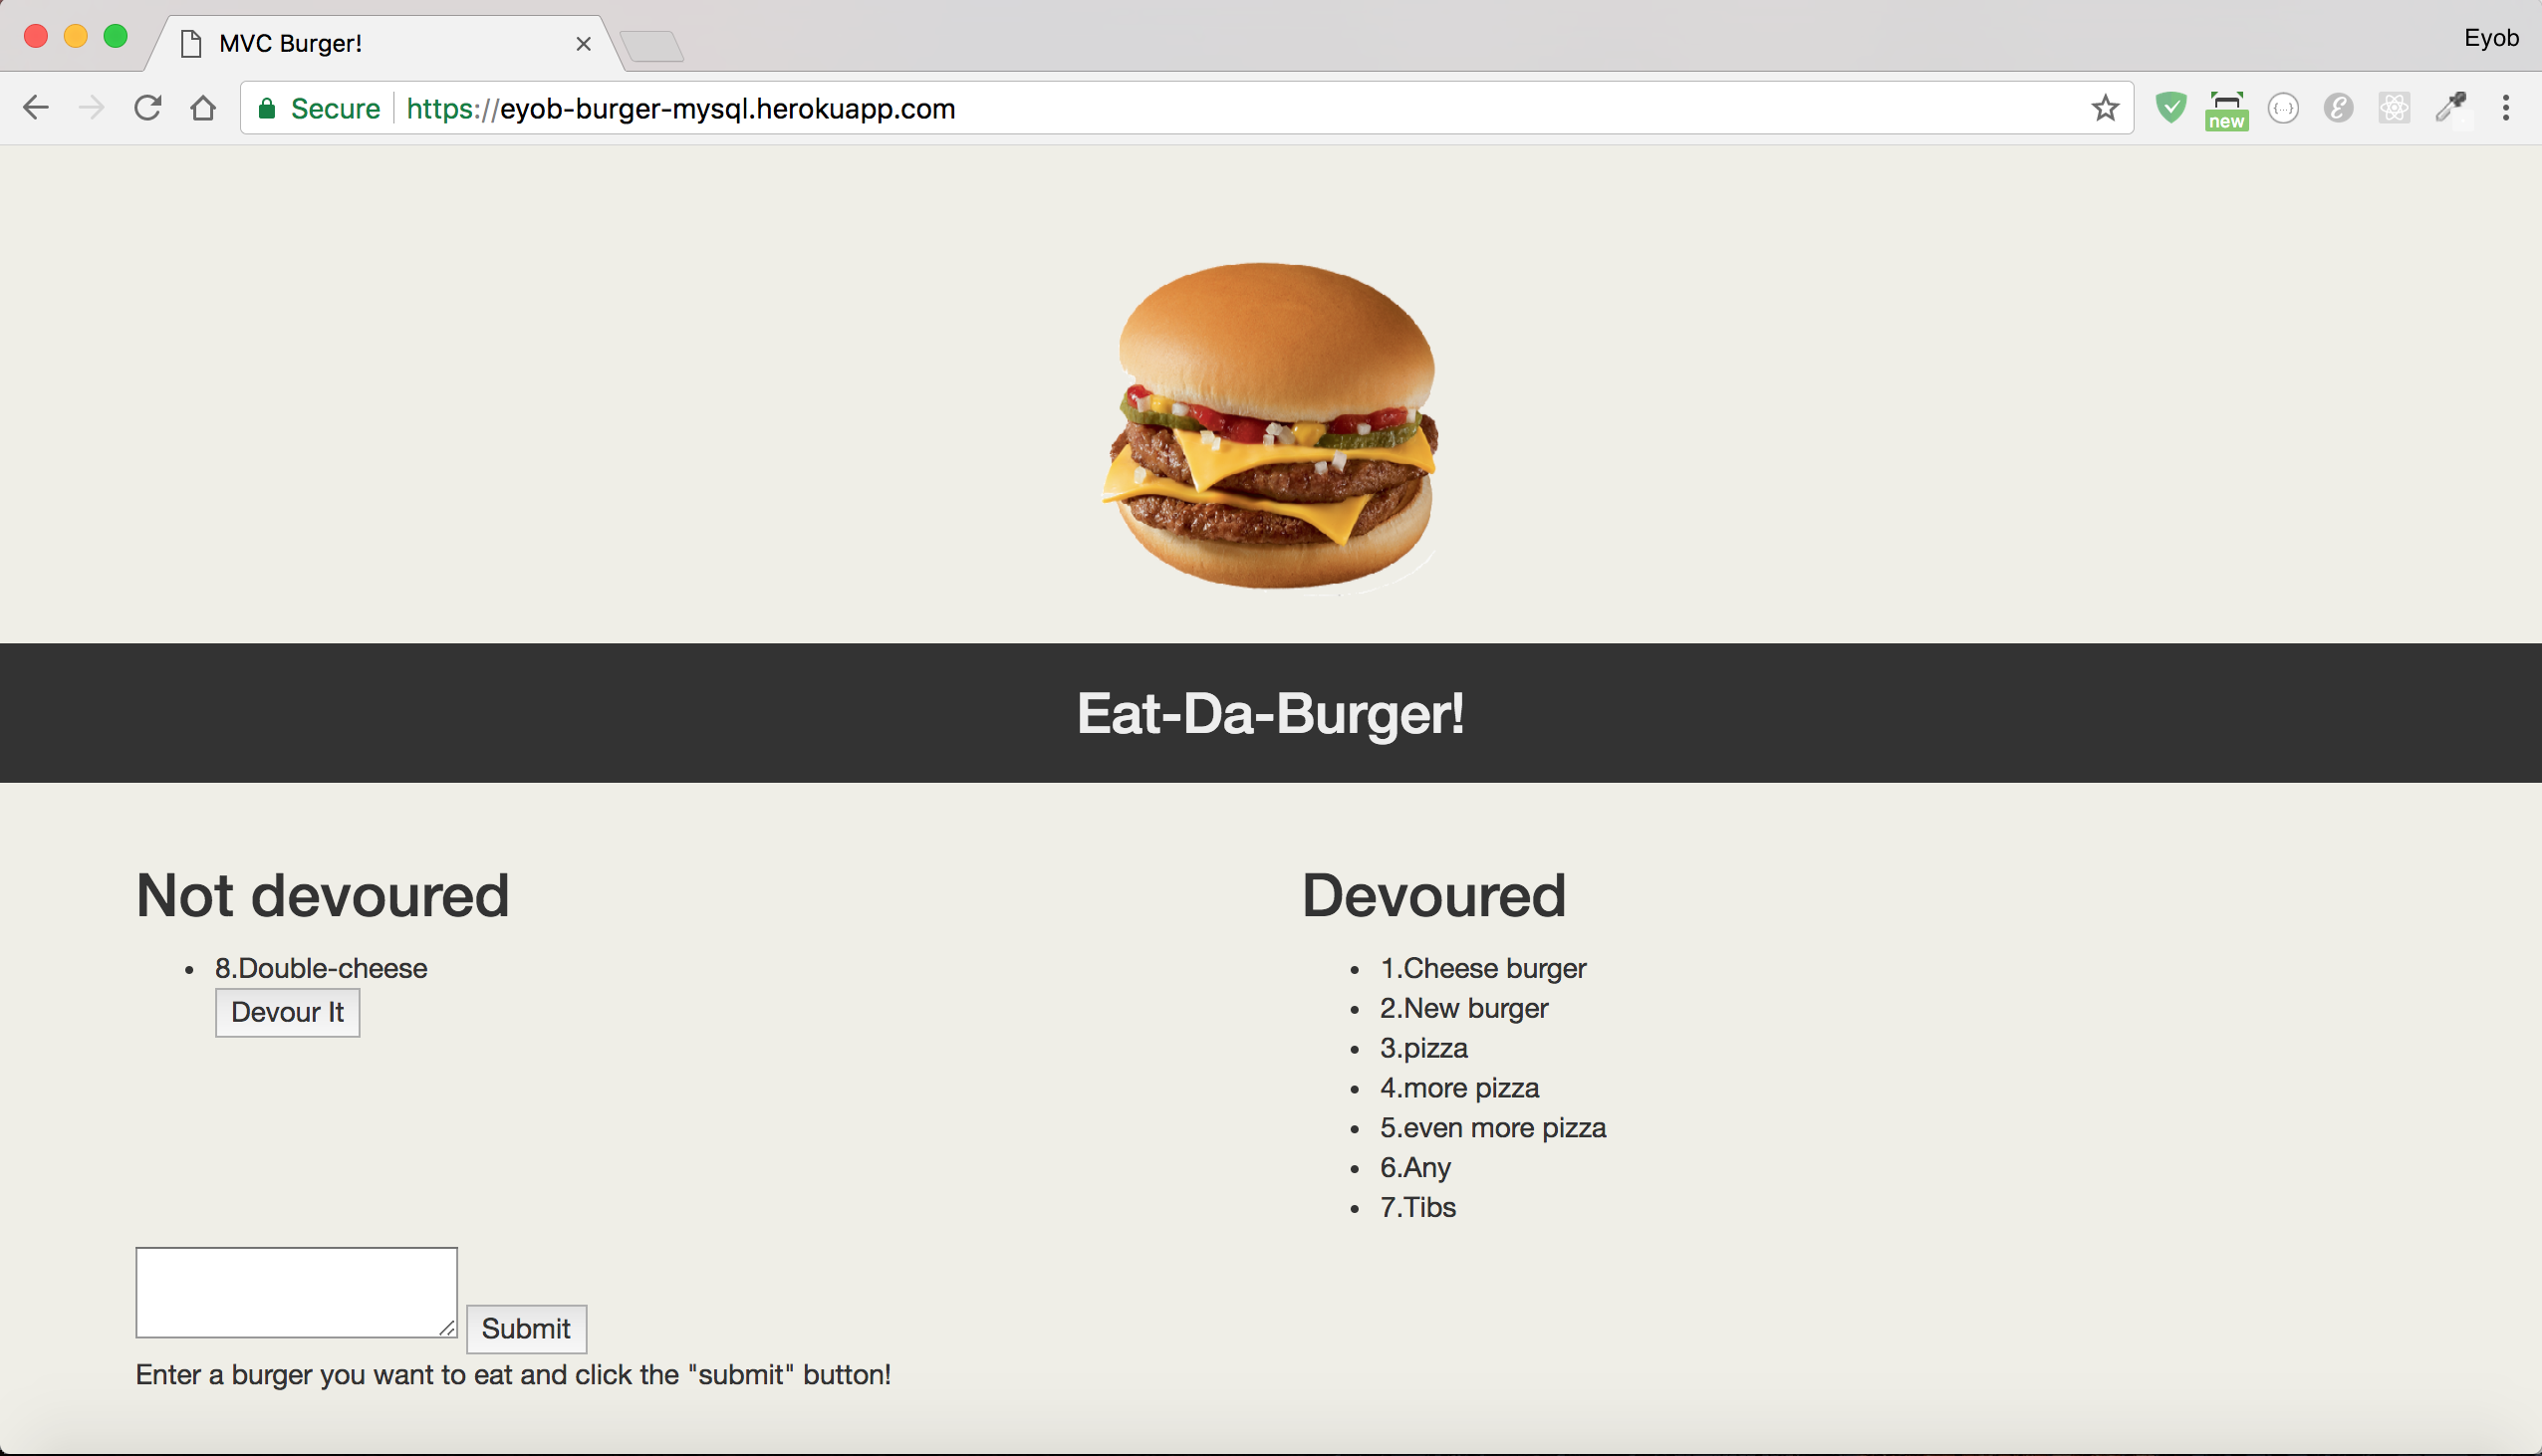 MVC Burger!
Eyob
Secure https://eyob-burger-mysql.herokuapp.com
new
Eat-Da-Burger!
Not devoured
8.Double-cheese
Devour It
Devoured
1.Cheese burger
2.New burger
3.pizza
4.more pizza
5.even more pizza
6.Any
7.Tibs
Submit
Enter a burger you want to eat and click the "submit" button!